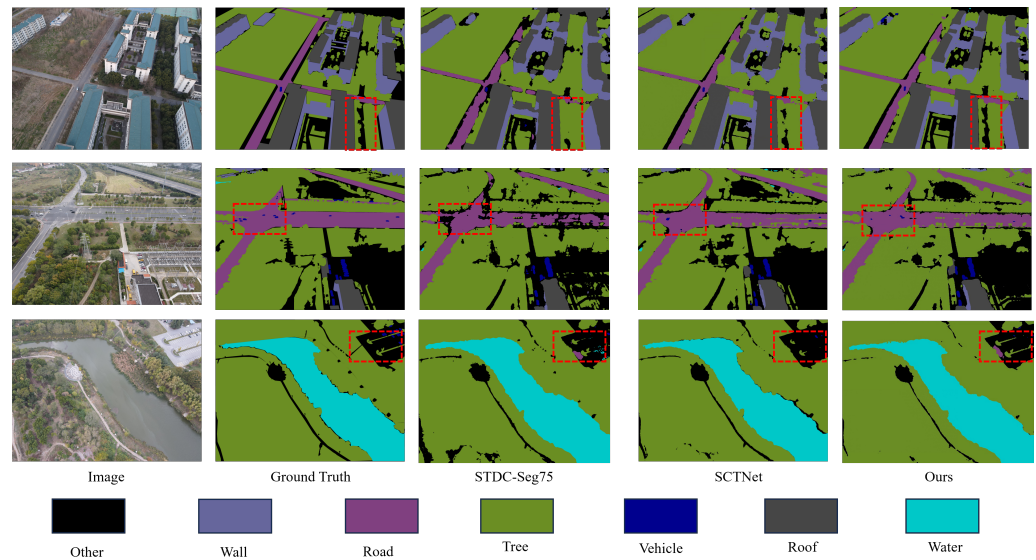 Image Ground Truth STDC-Seg75 SCTNet Ours
Other Wall Road Tree Vehicle Roof Water